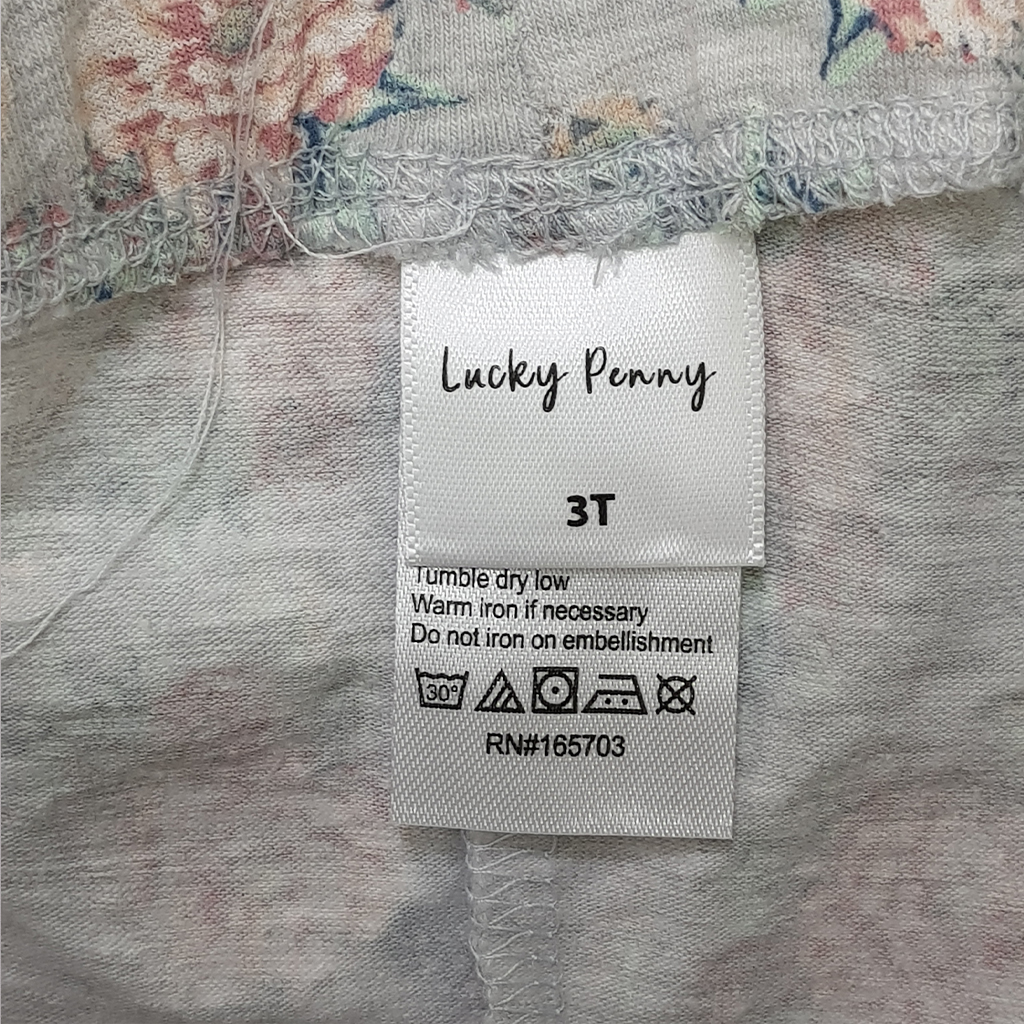 Lucky Penny
3T
Tumble dry low
Warm iron if necessary
Do not iron on embellishment
30°
RN#165703